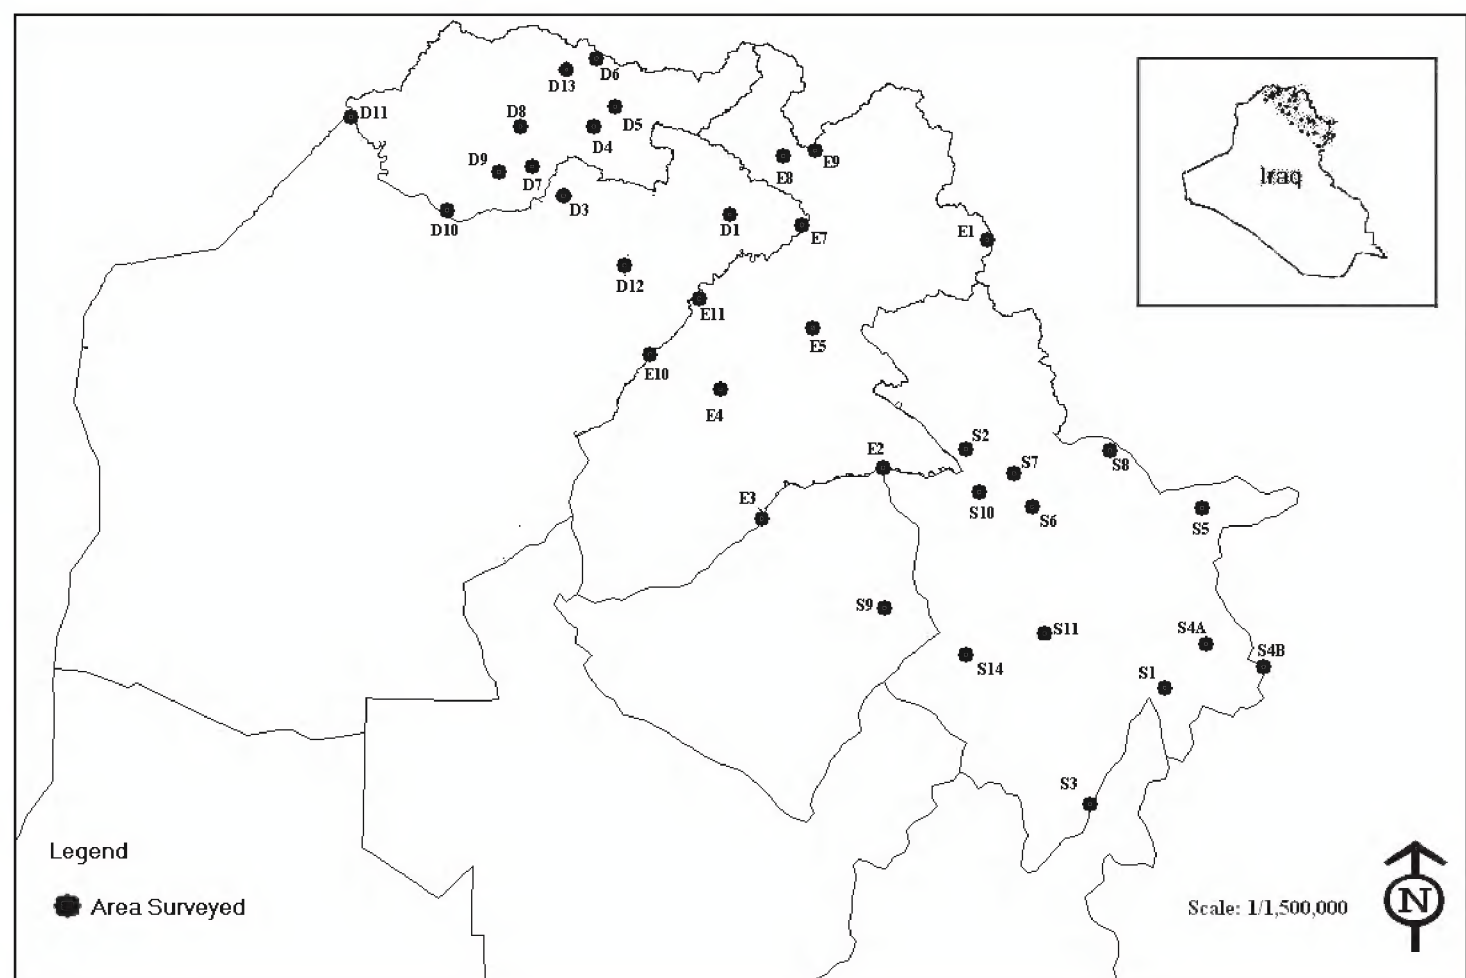 D6
D13
D11
D8
D5
D4
E9
D9
E8
D7
Iraq
D3
D10
D1
E7
E1
D12
E11
E5
E10
E4
S2
E2
S7
S8
E3
S10
S6
S5
S9
S11
S4A
S4B
S14
S1
S3
Legend
Area Surveyed
Scale: 1/1,500,000
N